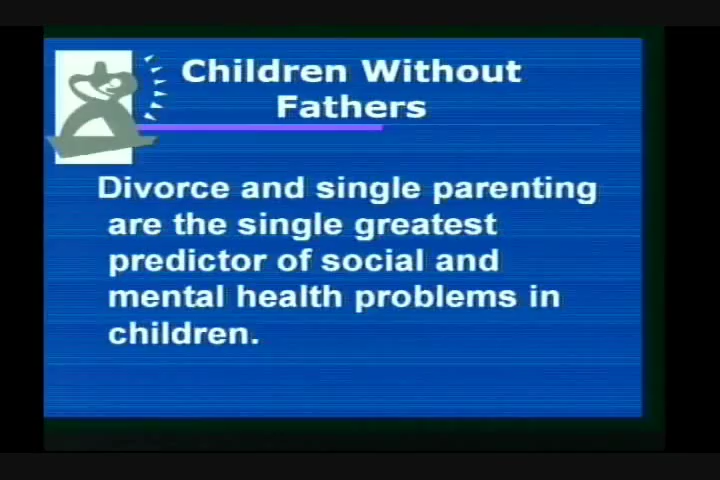 Children Without
Fathers
Divorce and single parenting
are the single greatest
predictor of social and
mental health problems in
children.